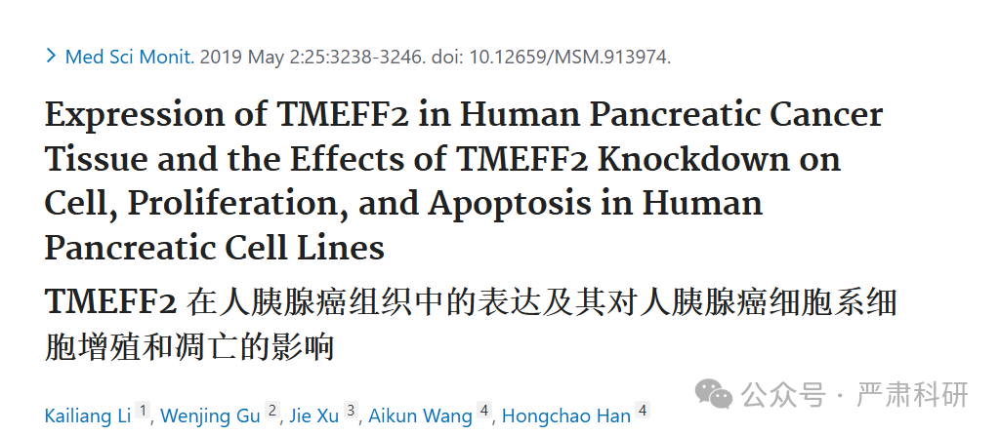 Med Sci Monit. 2019 May 2:25:3238-3246. doi: 10.12659/MSM.913974.
Expression of TMEFF2 in Human Pancreatic Cancer
Tissue and the Effects of TMEFF2 Knockdown on
Cell, Proliferation, and Apoptosis in Human
Pancreatic Cell Lines
TMEFF2 在人胰腺癌组织中的表达及其对人胰腺癌细胞系细
胞增殖和凋亡的影响
Kailiang Li 1, Wenjing Gu 2, Jie Xu 3, Aikun Wang 4, Hongchao Han 4
公众号 · 严肃科研